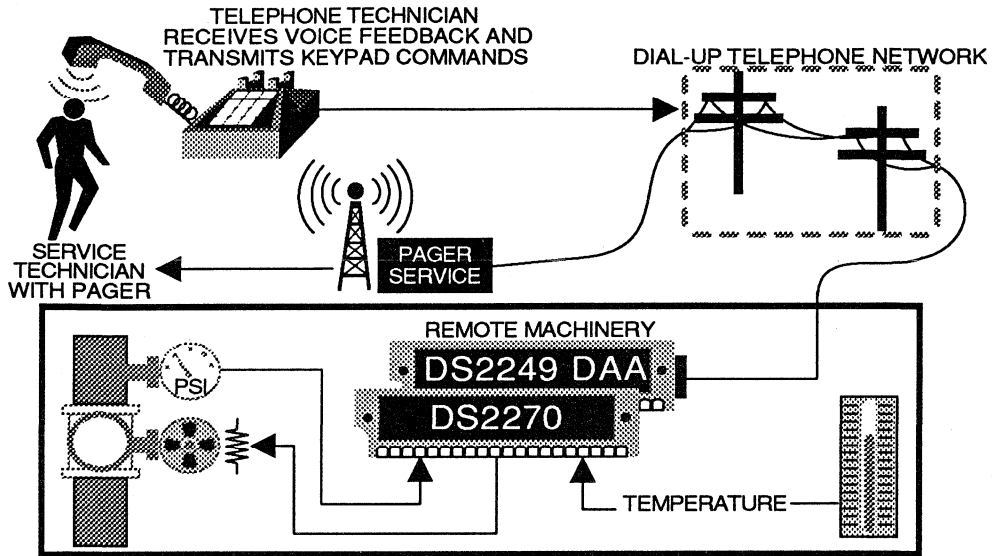 TELEPHONE TECHNICIAN
RECEIVES VOICE FEEDBACK AND
TRANSMITS KEYPAD COMMANDS
DIAL-UP TELEPHONE NETWORK
PAGER
SERVICE
SERVICE
TECHNICIAN
WITH PAGER
REMOTE MACHINERY
DS2249 DAA
PSI
DS2270
TEMPERATURE